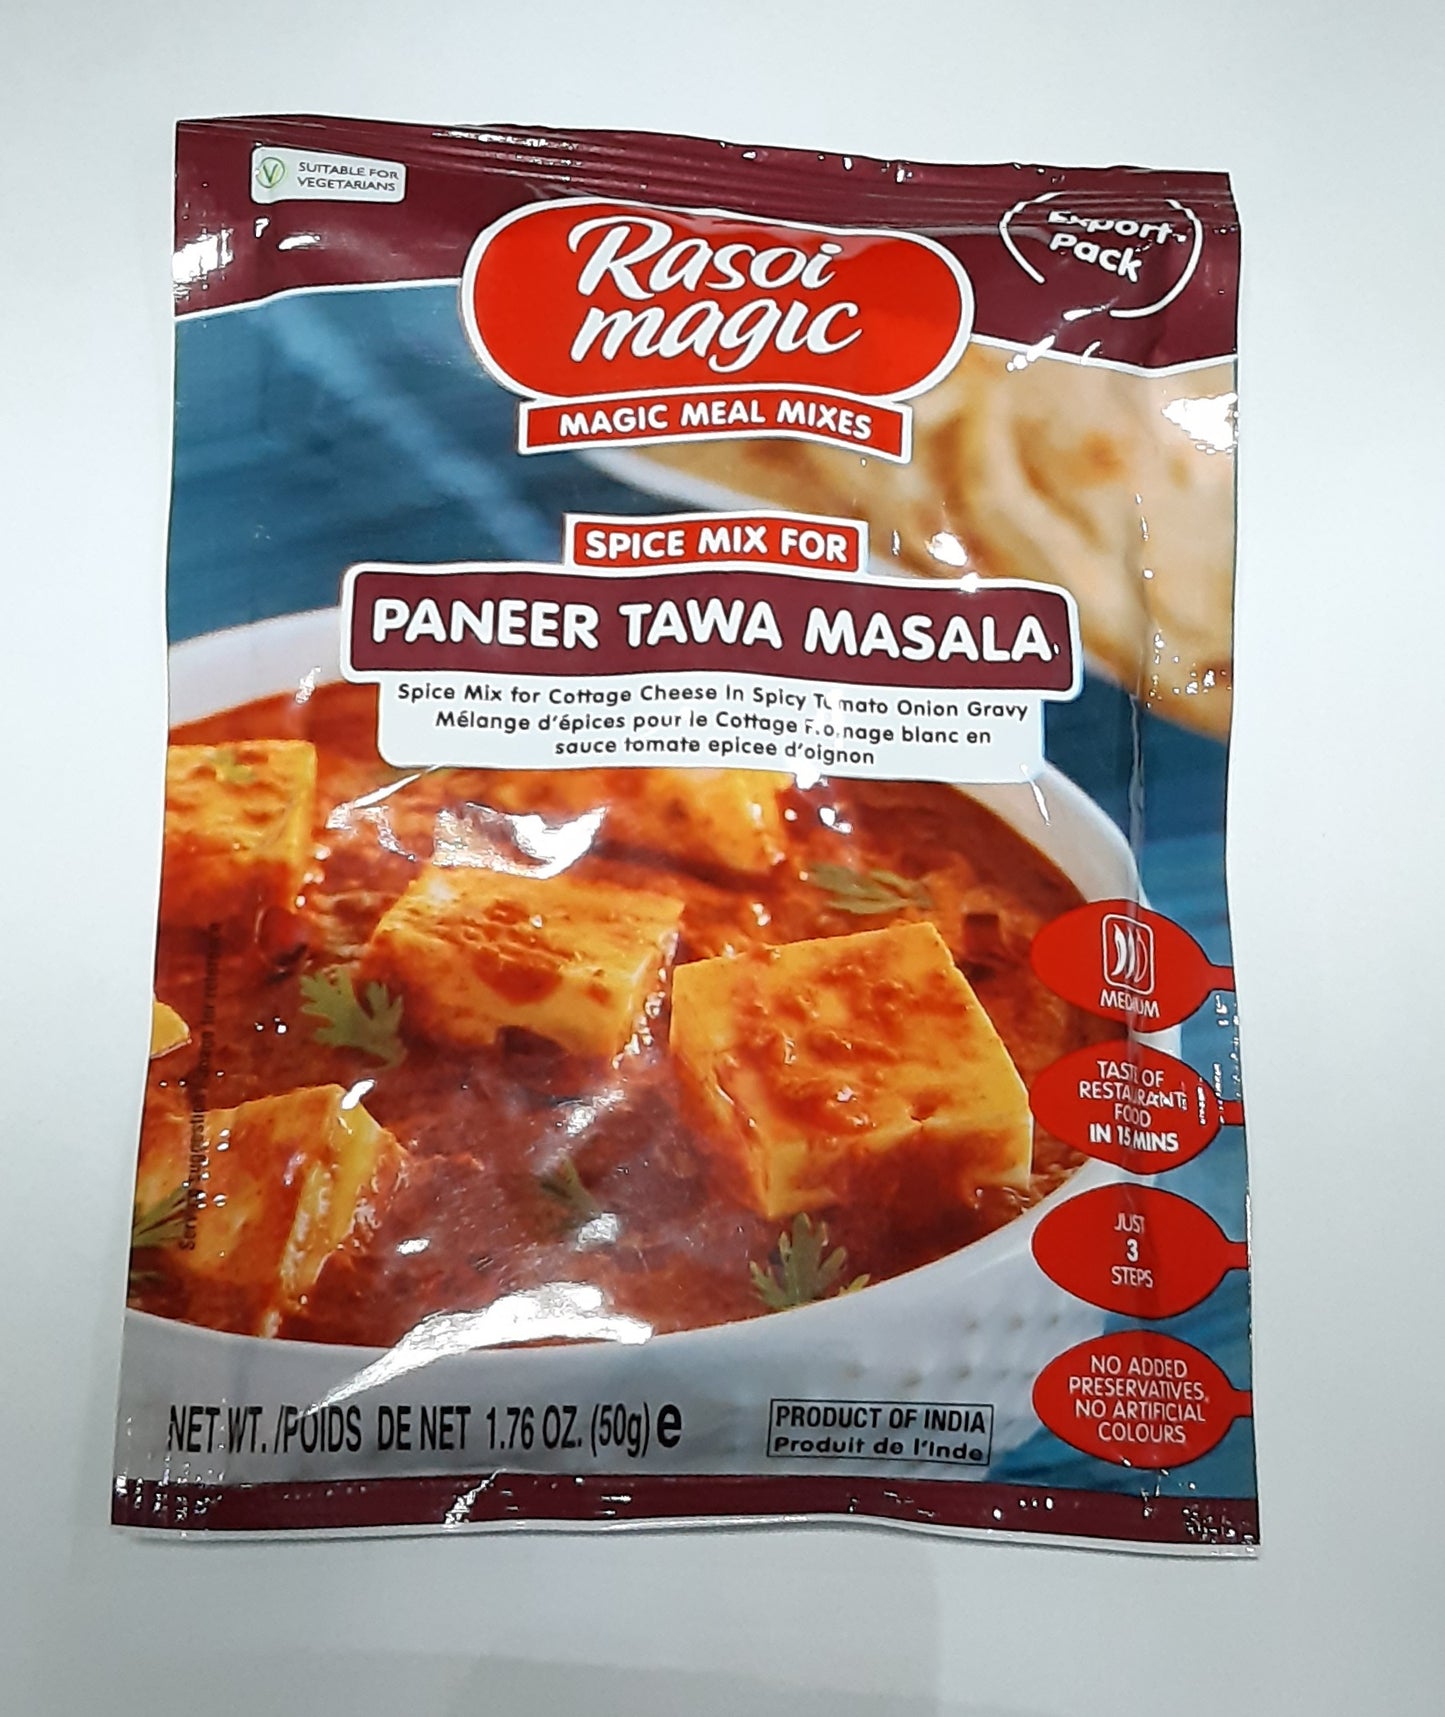 SUITABLE FOR
VEGETARIANS
Export
Pack
Rasoi
magic
MAGIC MEAL MIXES
SPICE MIX FOR
PANEER TAWA MASALA
Spice Mix for Cottage Cheese In Spicy Tomato Onion Gravy
Mélange d'épices pour le Cottage Fromage blanc en
sauce tomate epicee d'oignon
MEDIUM
TASTE OF
RESTAURANT
FOOD
IN 15 MINS
JUST
3
STEPS
NO ADDED
PRESERVATIVES.
NO ARTIFICIAL
COLOURS
NET.WT./POIDS DE NET 1.76 OZ. (50g) e
PRODUCT OF INDIA
Produit de l'Inde